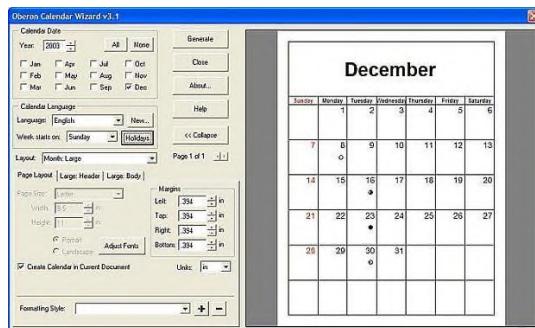 Oberon Calendar Wizard v3.1
Calendar Date
Year: 2003
All
None
Jan Apr Jul Oct
Feb May Aug Nov
Mar Jun Sep Dec
Calendar Language
Language: English
New...
Week starts on: Sunday
Holidays
Layout: Month: Large
Page Layout
Large: Header
Large: Body
Page Size: Letter
Width: 8.5 in
Height: 11 in
Portrait
Landscape
Adjust Fonts
Margins
Left: .394 in
Top: .394 in
Right: .394 in
Bottom: .394 in
Create Calendar in Current Document
Units: in
Formatting Style:
Generate
Close
About...
Help
<< Collapse
Page 1 of 1
December
Sunday Monday Tuesday Wednesday Thursday Friday Saturday
1 2 3 4 5 6
7 8 9 10 11 12 13
14 15 16 17 18 19 20
21 22 23 24 25 26 27
28 29 30 31